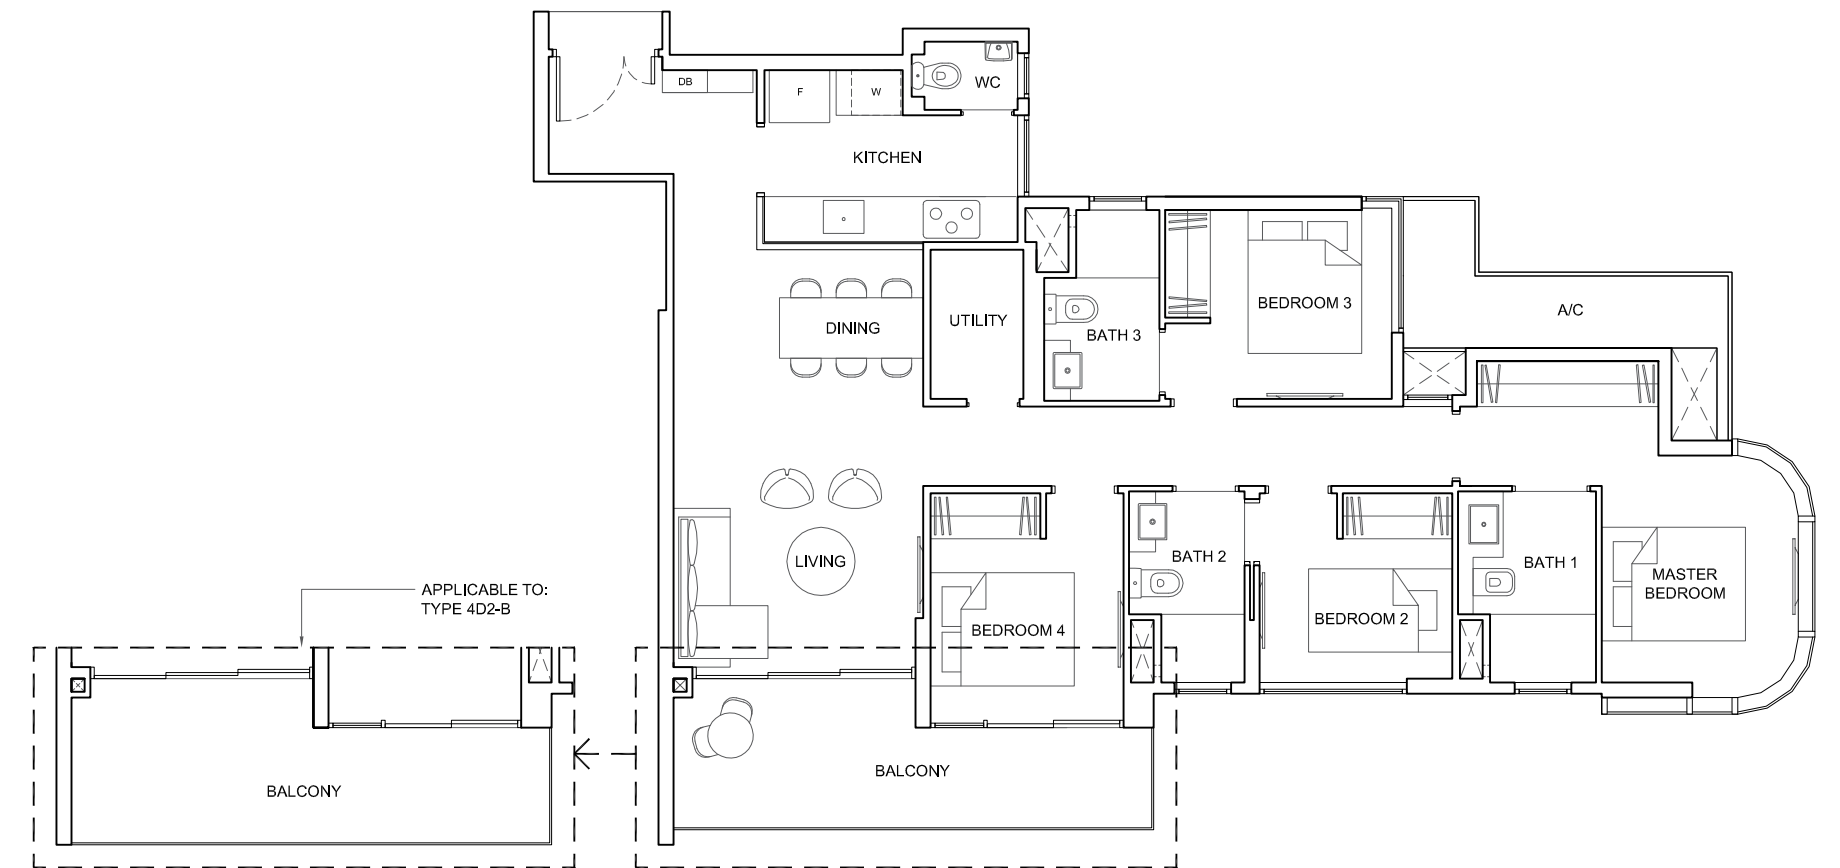 DB
F
W
WC
KITCHEN
DINING
UTILITY
BATH 3
BEDROOM 3
A/C
LIVING
BEDROOM 4
BATH 2
BEDROOM 2
BATH 1
MASTER
BEDROOM
APPLICABLE TO:
TYPE 4D2-B
BALCONY
BALCONY